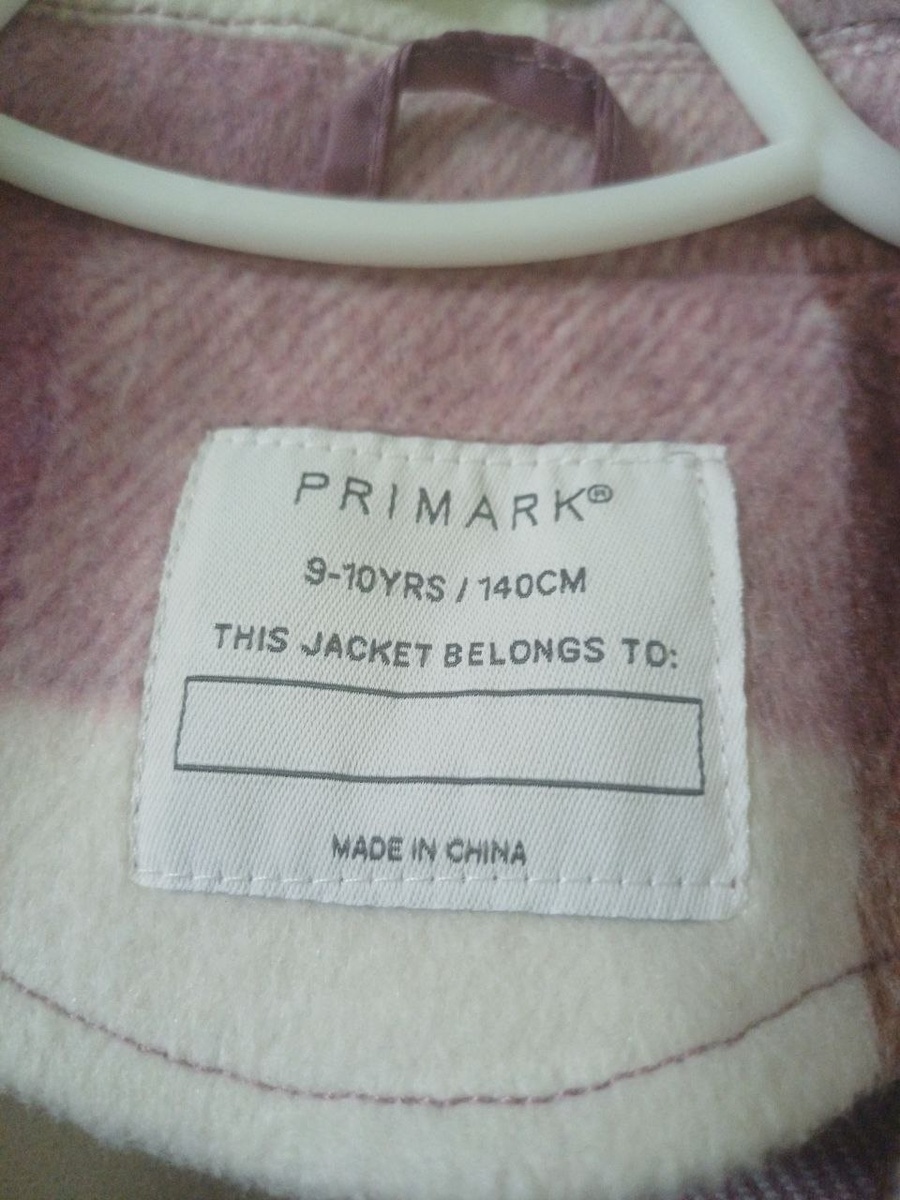 PRIMARK®
9-10YRS / 140CM
THIS JACKET BELONGS TO:
MADE IN CHINA